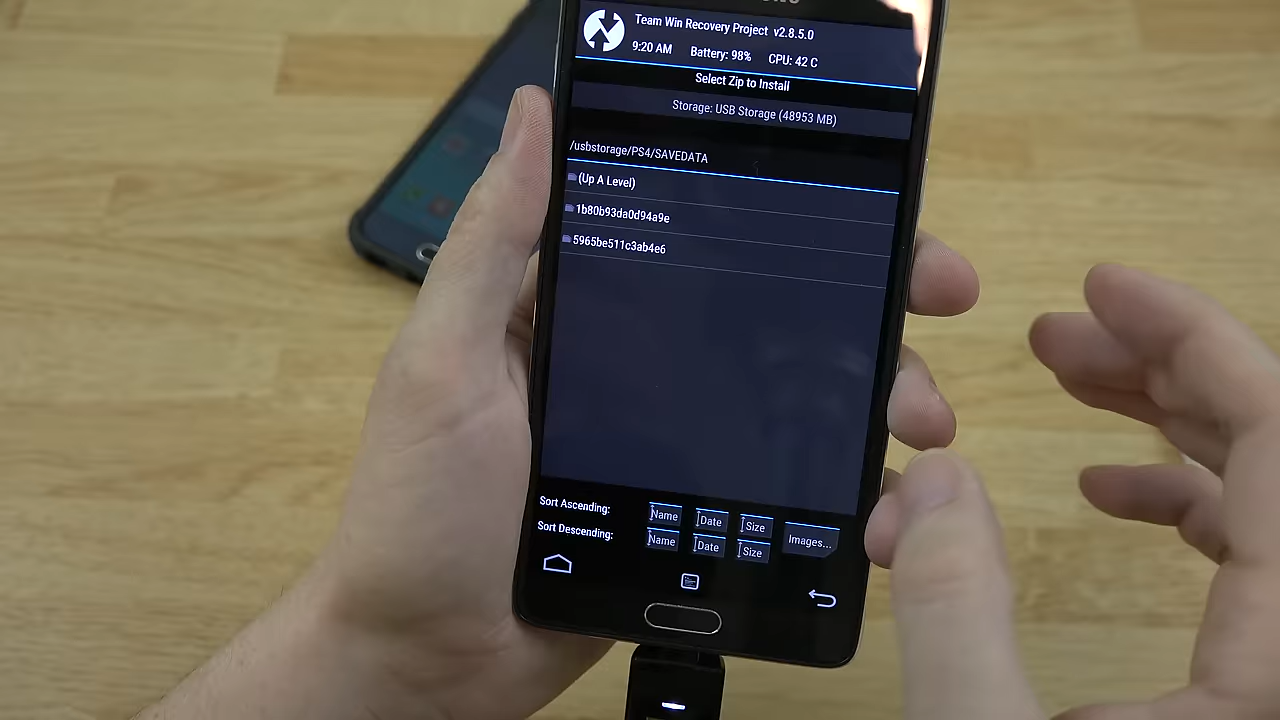 Team Win Recovery Project v2.8.5.0
9:20 AM Battery: 98% CPU: 42 C
Select Zip to Install
Storage: USB Storage (48953 MB)
/usbstorage/PS4/SAVEDATA
(Up A Level)
1b80b93da0d94a9e
5965be511c3ab4e6
Sort Ascending: Name Date Size Images...
Sort Descending: Name Date Size